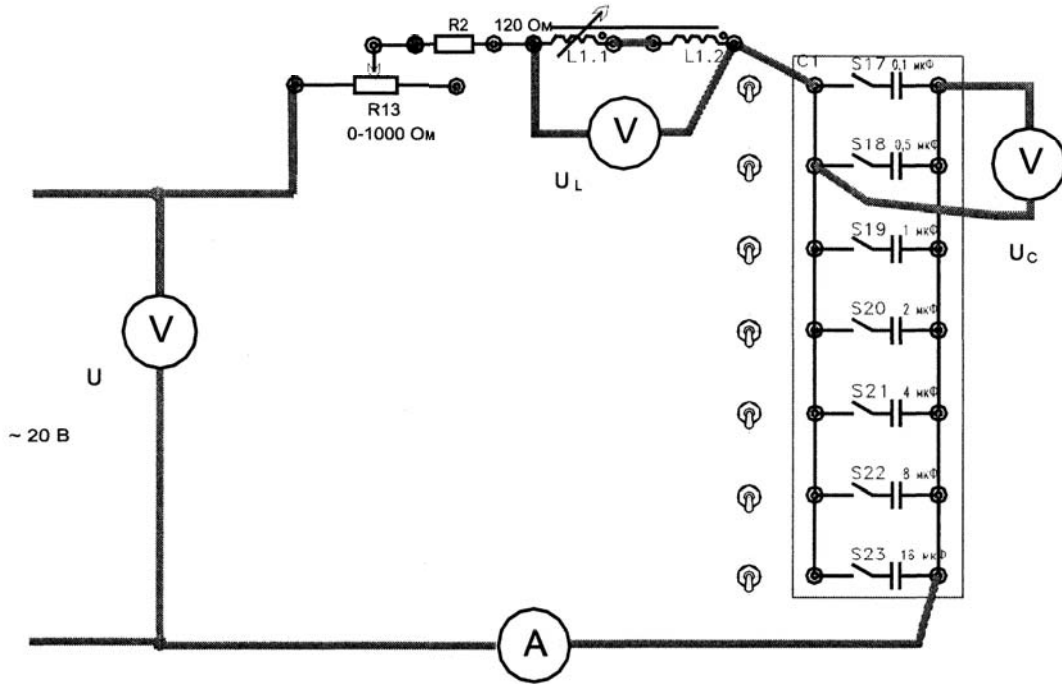 R2 120 Ом
L1.1 L1.2
R13
0-1000 Ом
V
U L
C1
S17 0,1 мкФ
S18 0,5 мкФ
V
S19 1 мкФ
U C
S20 2 мкФ
V
U
S21 4 мкФ
~ 20 В
S22 8 мкФ
S23 16 мкФ
A